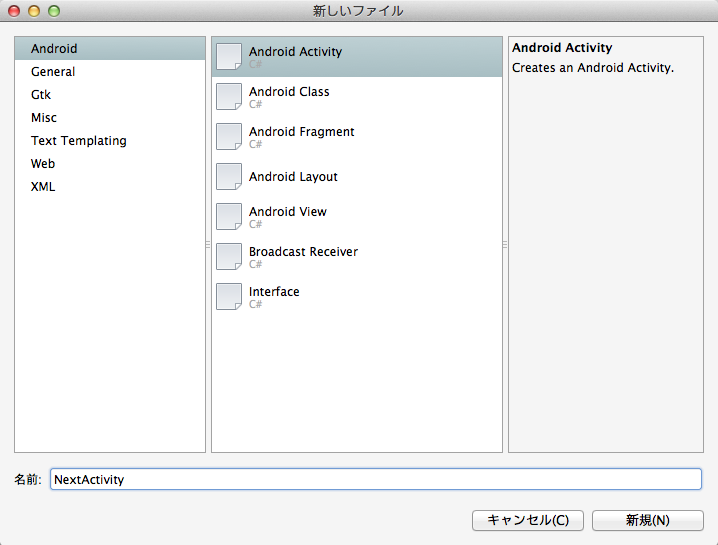 新しいファイル
Android
General
Gtk
Misc
Text Templating
Web
XML
Android Activity
C#
Android Class
C#
Android Fragment
C#
Android Layout
Android View
C#
Broadcast Receiver
C#
Interface
C#
Android Activity
Creates an Android Activity.
名前: NextActivity
キャンセル(C) 新規(N)